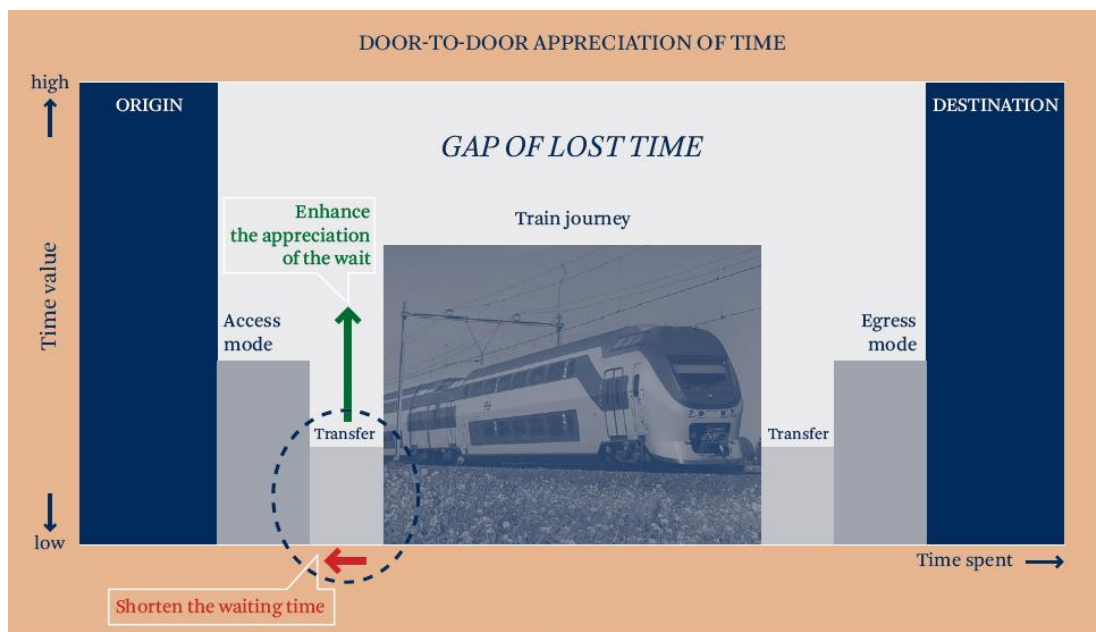 DOOR-TO-DOOR APPRECIATION OF TIME
high
ORIGIN
DESTINATION
GAP OF LOST TIME
Enhance
the appreciation
of the wait
Train journey
Time value
Access
mode
Egress
mode
Transfer
Transfer
low
Time spent
Shorten the waiting time